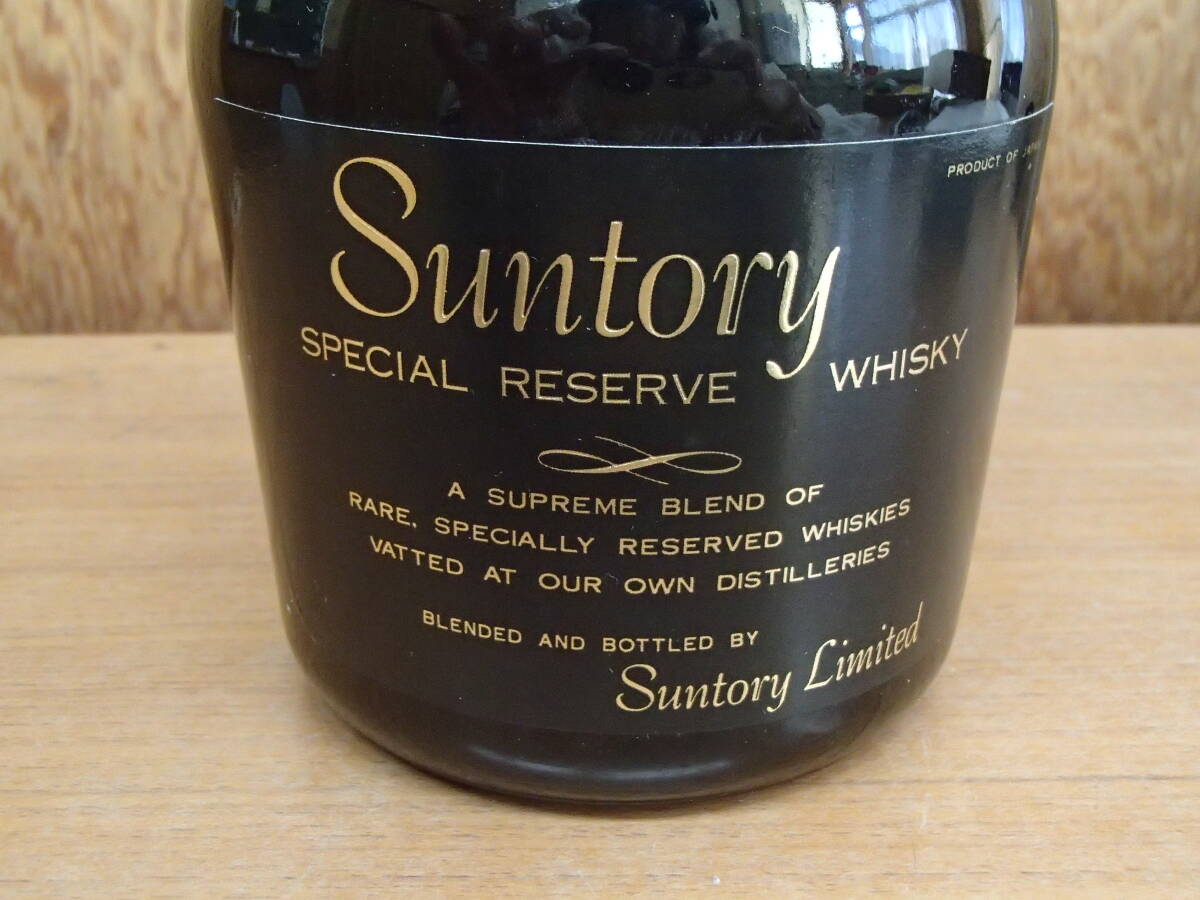 PRODUCT OF JAPAN
Suntory
SPECIAL RESERVE WHISKY
A SUPREME BLEND OF
RARE, SPECIALLY RESERVED WHISKIES
VATTED AT OUR OWN DISTILLERIES
BLENDED AND BOTTLED BY
Suntory Limited